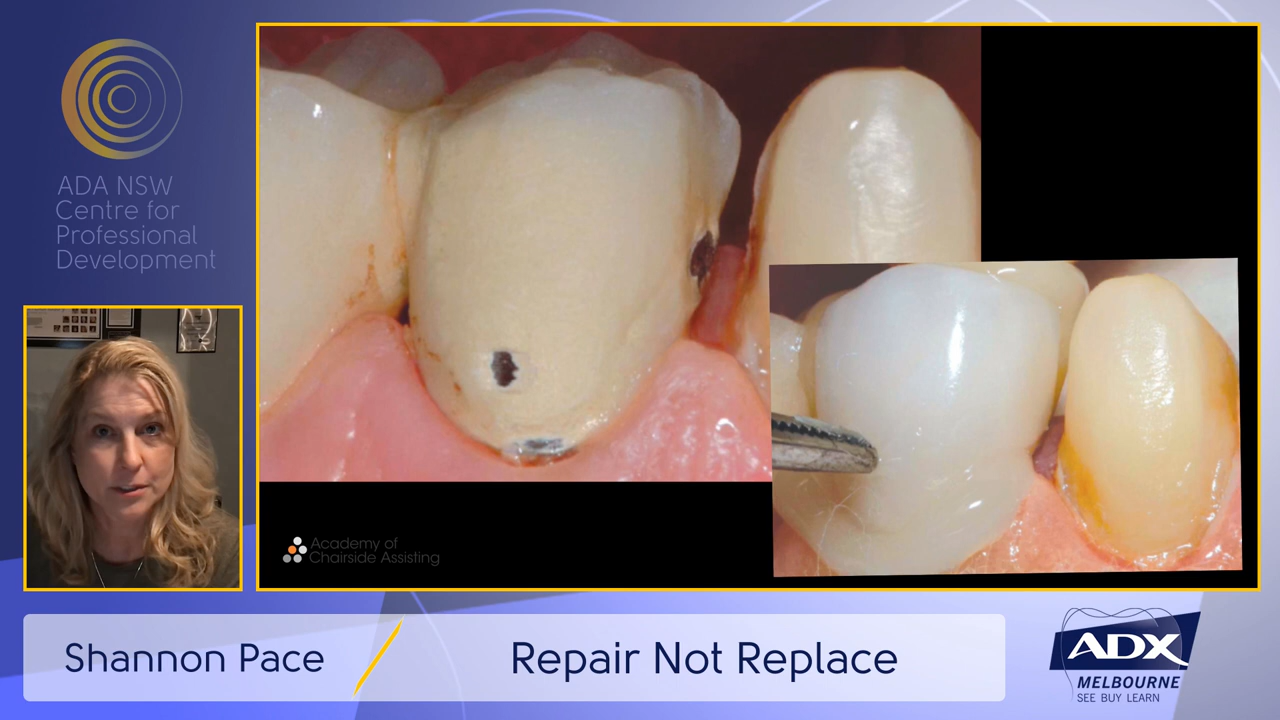 ADA NSW
Centre for
Professional
Development
Academy of
Chairside Assisting
Shannon Pace
Repair Not Replace
ADX
MELBOURNE
SEE BUY LEARN